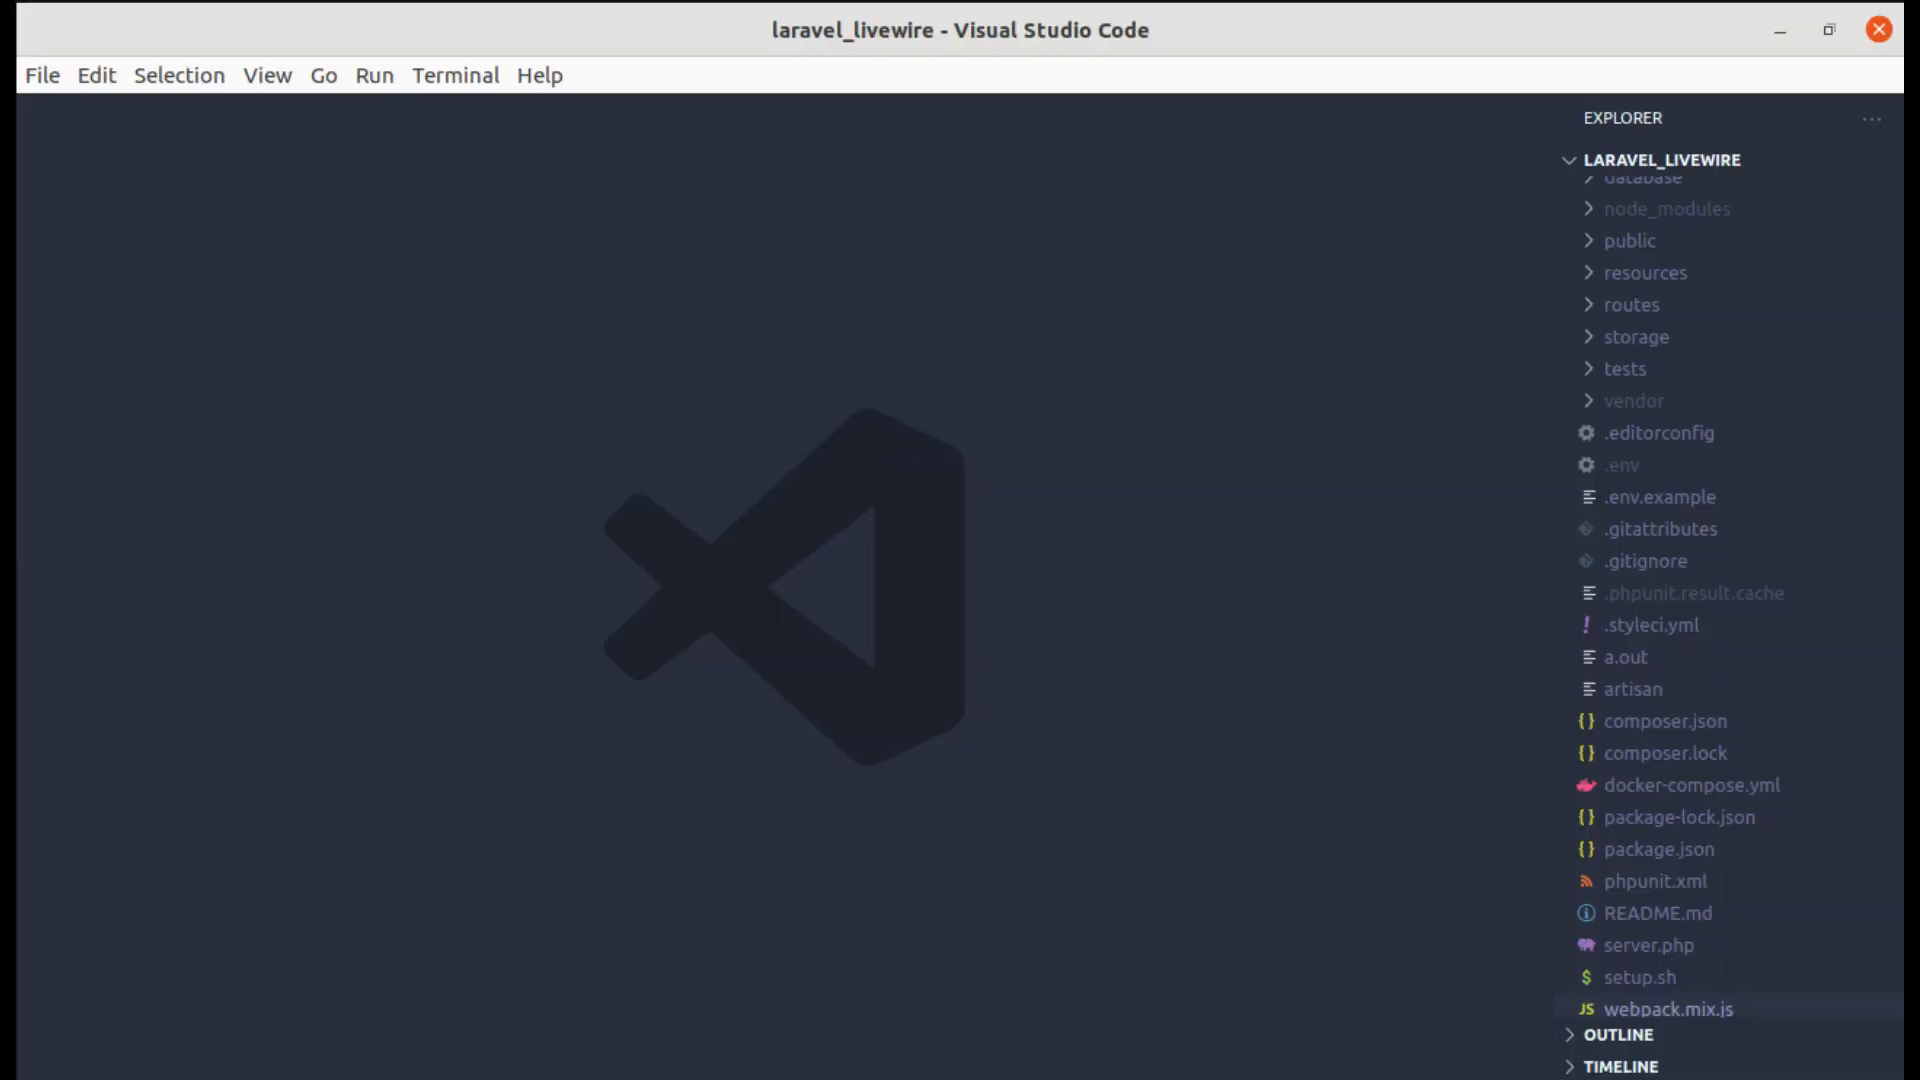 laravel_livewire - Visual Studio Code
File Edit Selection View Go Run Terminal Help
EXPLORER
LARAVEL_LIVEWIRE
database
node_modules
public
resources
routes
storage
tests
vendor
.editorconfig
.env
.env.example
.gitattributes
.gitignore
.phpunit.result.cache
! .styleci.yml
a.out
artisan
{} composer.json
{} composer.lock
docker-compose.yml
{} package-lock.json
{} package.json
phpunit.xml
README.md
server.php
$ setup.sh
JS webpack.mix.js
OUTLINE
TIMELINE